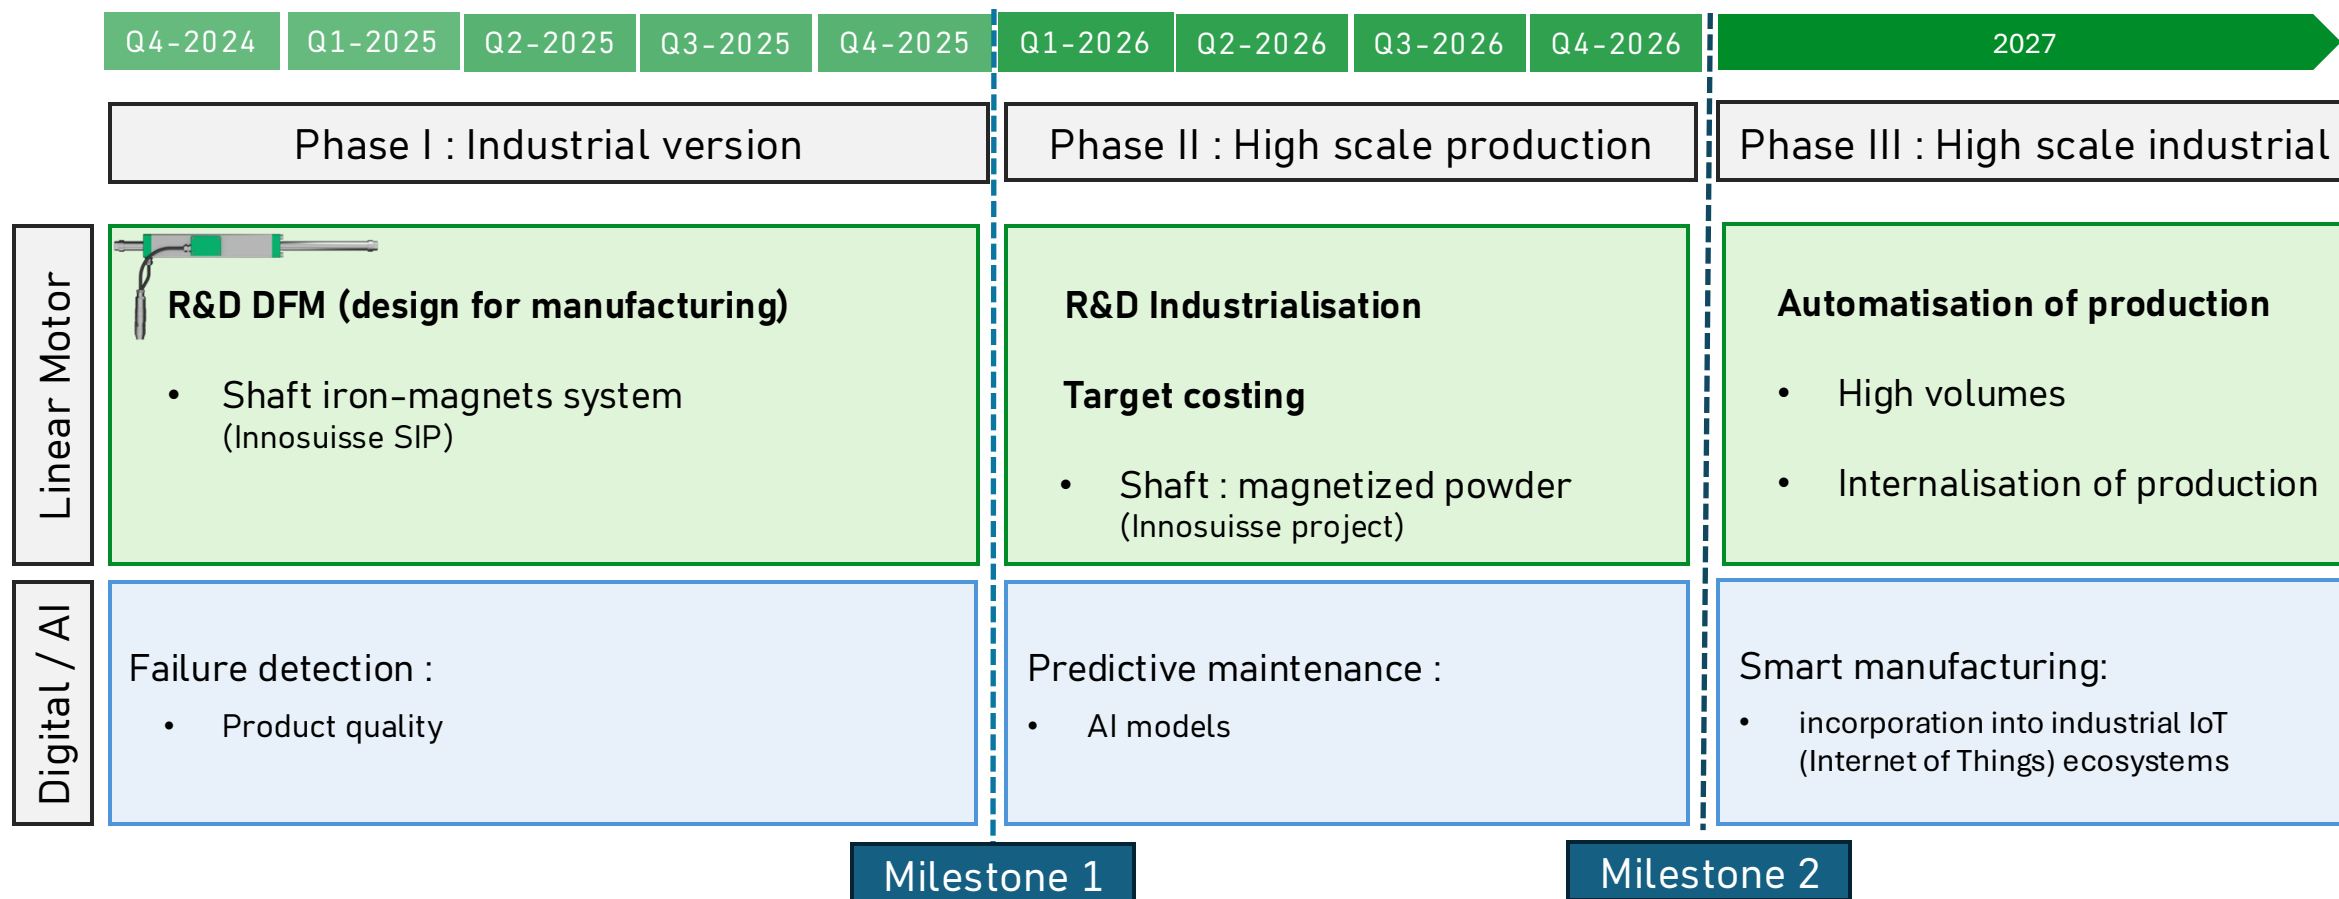 Q4-2024 Q1-2025 Q2-2025 Q3-2025 Q4-2025 Q1-2026 Q2-2026 Q3-2026 Q4-2026 2027
Phase I : Industrial version
Phase II : High scale production
Phase III : High scale industrial
Linear Motor
R&D DFM (design for manufacturing)
• Shaft iron-magnets system
(Innosuisse SIP)
R&D Industrialisation
Target costing
• Shaft : magnetized powder
(Innosuisse project)
Automatisation of production
• High volumes
• Internalisation of production
Digital / AI
Failure detection :
• Product quality
Predictive maintenance :
• AI models
Smart manufacturing:
• incorporation into industrial IoT
(Internet of Things) ecosystems
Milestone 1
Milestone 2